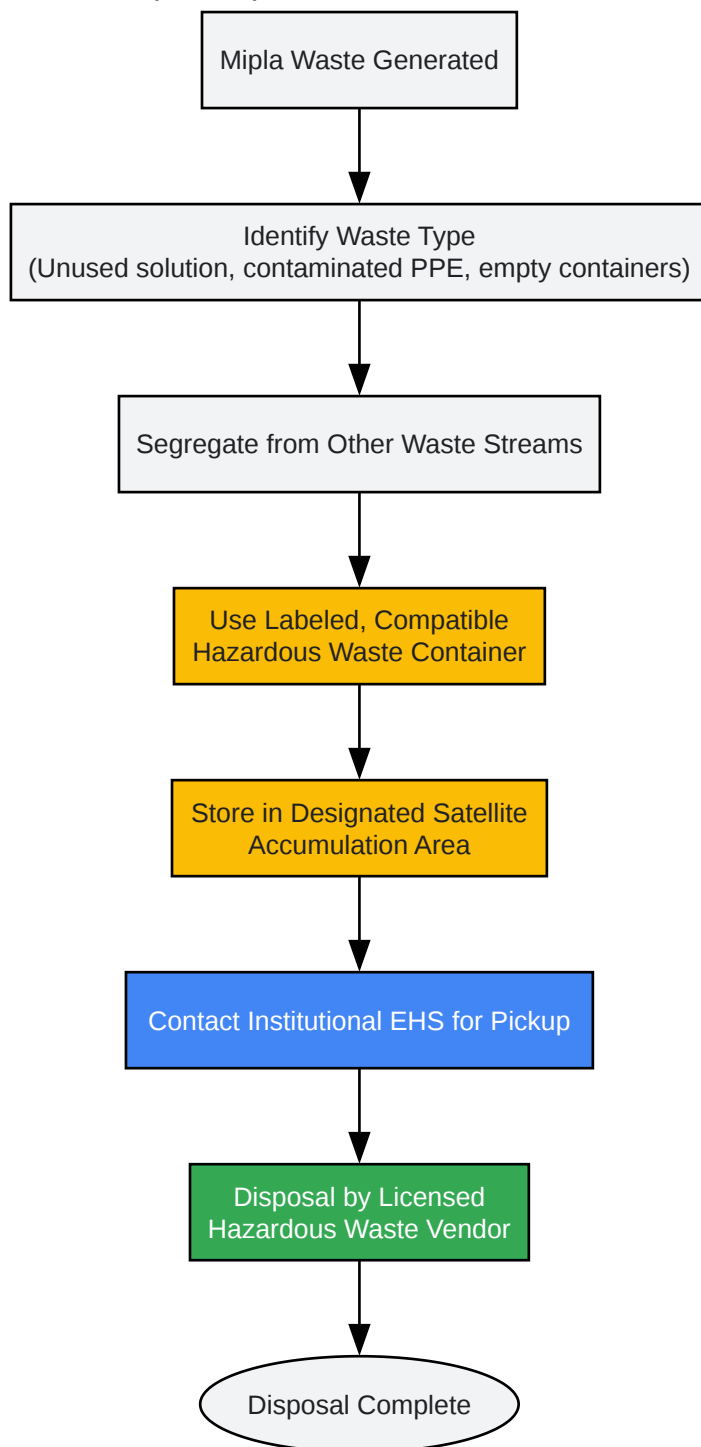 Mipla Waste Generated
Identify Waste Type
(Unused solution, contaminated PPE, empty containers)
Segregate from Other Waste Streams
Use Labeled, Compatible
Hazardous Waste Container
Store in Designated Satellite
Accumulation Area
Contact Institutional EHS for Pickup
Disposal by Licensed
Hazardous Waste Vendor
Disposal Complete